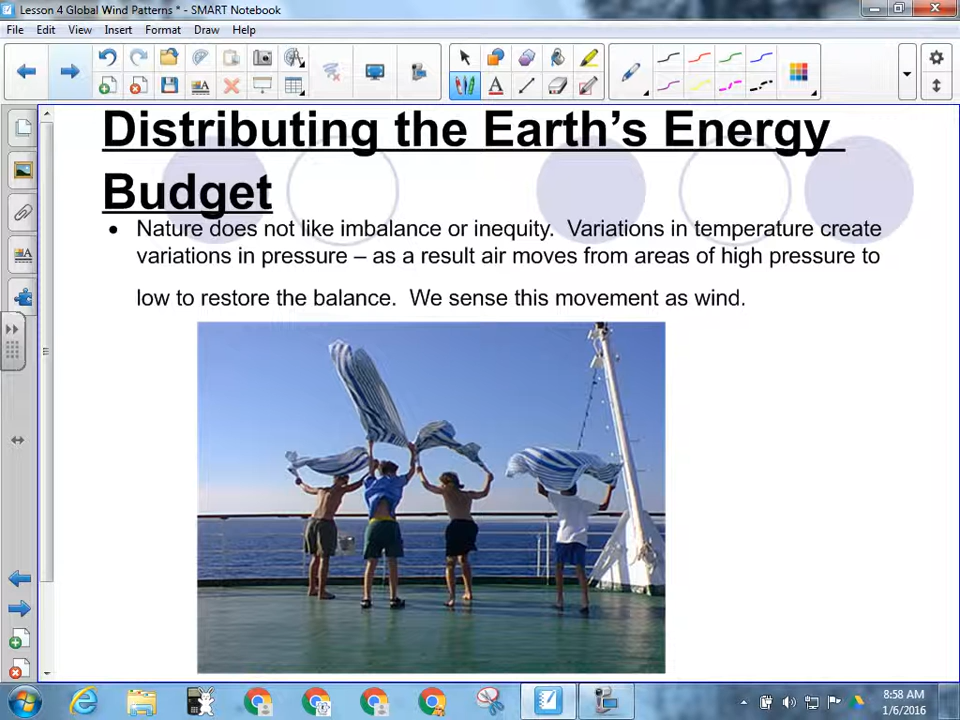 Lesson 4 Global Wind Patterns * - SMART Notebook
File Edit View Insert Format Draw Help
Distributing the Earth’s Energy
Budget
• Nature does not like imbalance or inequity. Variations in temperature create
variations in pressure – as a result air moves from areas of high pressure to
low to restore the balance. We sense this movement as wind.
8:58 AM
1/6/2016